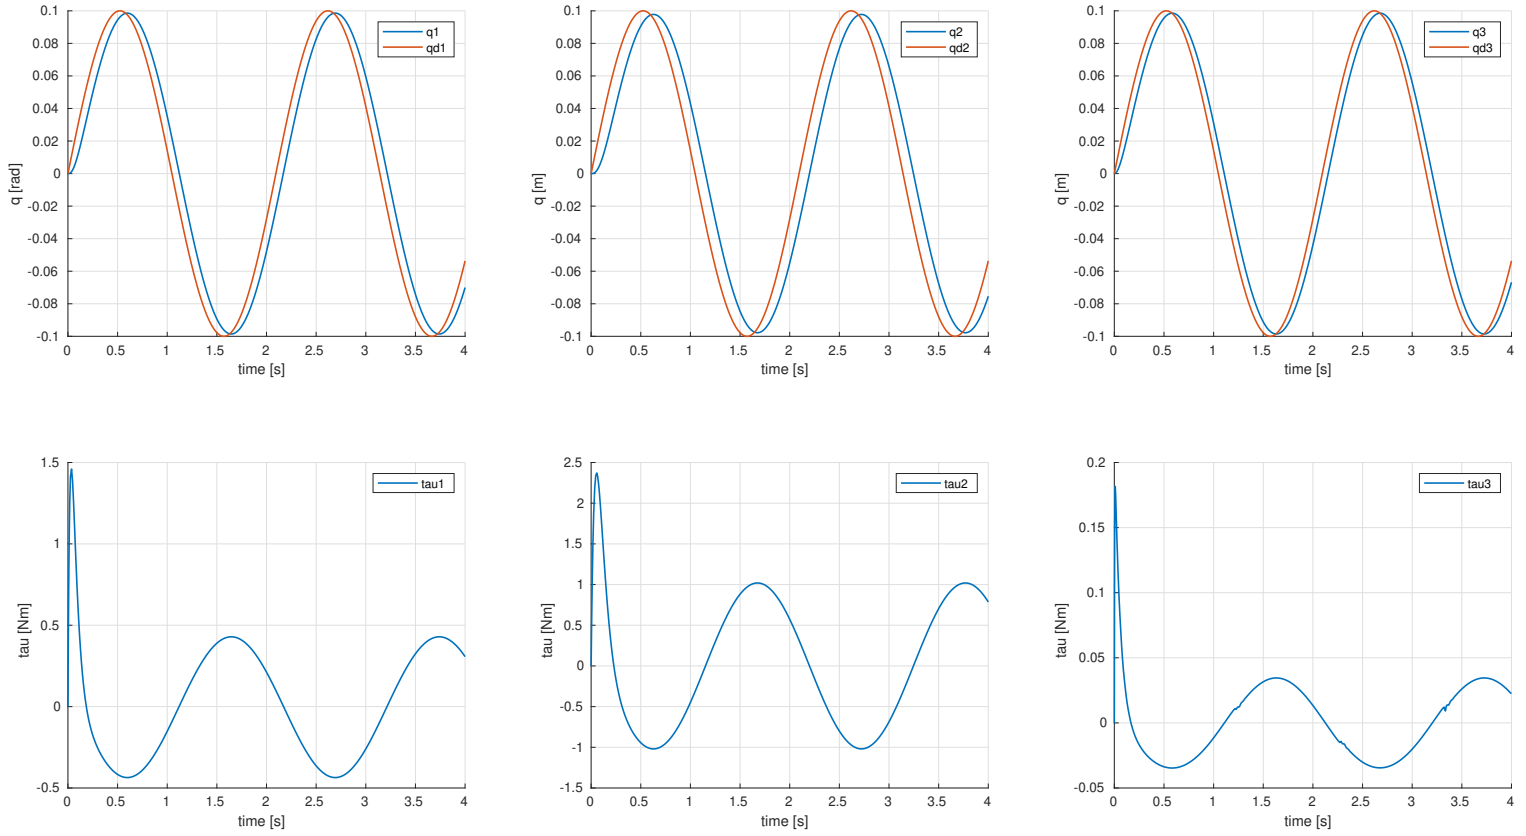 0.1
0.08
0.06
0.04
0.02
0
-0.02
-0.04
-0.06
-0.08
-0.1
q [rad]
q1
qd1
0 0.5 1 1.5 2 2.5 3 3.5 4
time [s]
0.1
0.08
0.06
0.04
0.02
0
-0.02
-0.04
-0.06
-0.08
-0.1
q [m]
q2
qd2
0 0.5 1 1.5 2 2.5 3 3.5 4
time [s]
0.1
0.08
0.06
0.04
0.02
0
-0.02
-0.04
-0.06
-0.08
-0.1
q [m]
q3
qd3
0 0.5 1 1.5 2 2.5 3 3.5 4
time [s]
1.5
1
0.5
0
-0.5
tau [Nm]
tau1
0 0.5 1 1.5 2 2.5 3 3.5 4
time [s]
2.5
2
1.5
1
0.5
0
-0.5
-1
-1.5
tau [Nm]
tau2
0 0.5 1 1.5 2 2.5 3 3.5 4
time [s]
0.2
0.15
0.1
0.05
0
-0.05
tau [Nm]
tau3
0 0.5 1 1.5 2 2.5 3 3.5 4
time [s]